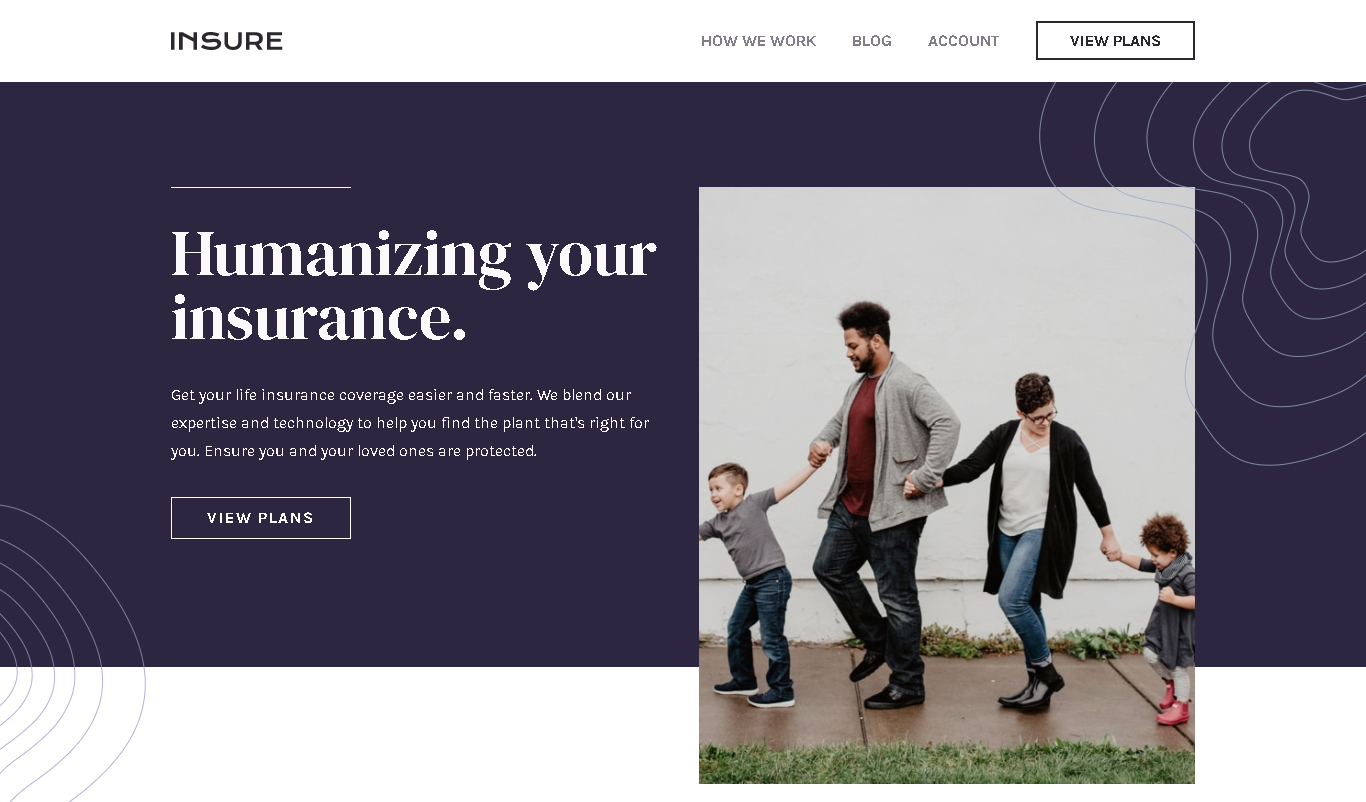 INSURE
HOW WE WORK
BLOG
ACCOUNT
VIEW PLANS
Humanizing your
insurance.
Get your life insurance coverage easier and faster. We blend our
expertise and technology to help you find the plant that's right for
you. Ensure you and your loved ones are protected.
VIEW PLANS